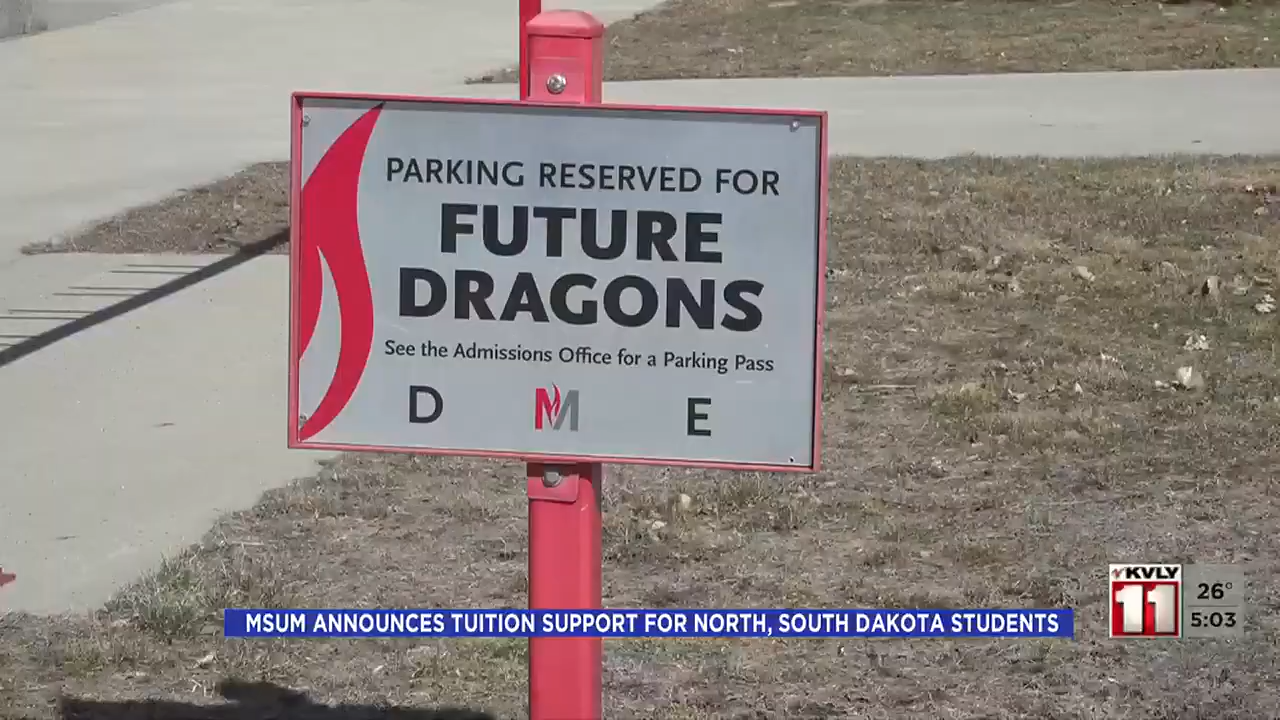 PARKING RESERVED FOR
FUTURE
DRAGONS
See the Admissions Office for a Parking Pass
D M E
MSUM ANNOUNCES TUITION SUPPORT FOR NORTH, SOUTH DAKOTA STUDENTS
KVLY
11
26°
5:03